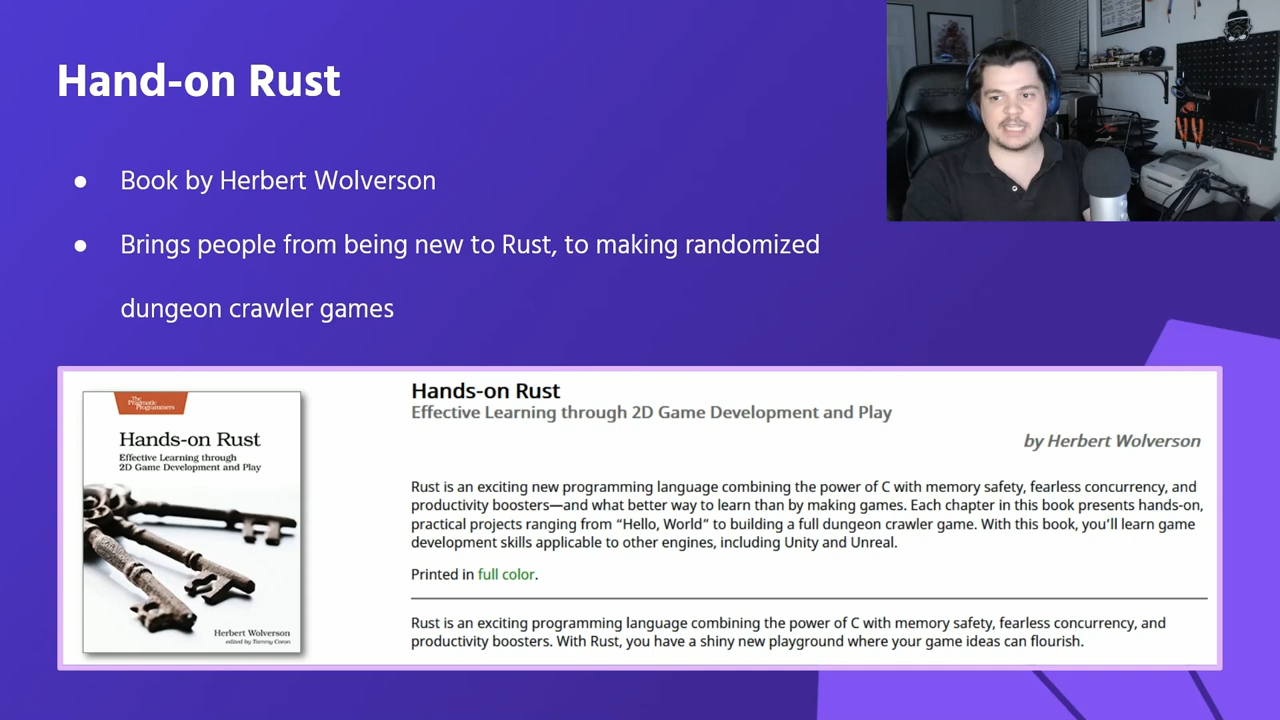 Hand-on Rust
● Book by Herbert Wolverson
● Brings people from being new to Rust, to making randomized
dungeon crawler games
The
Pragmatic
Programmers
Hands-on Rust
Effective Learning through
2D Game Development and Play
Herbert Wolverson
edited by Tammy Coron
Hands-on Rust
Effective Learning through 2D Game Development and Play
by Herbert Wolverson
Rust is an exciting new programming language combining the power of C with memory safety, fearless concurrency, and
productivity boosters—and what better way to learn than by making games. Each chapter in this book presents hands-on,
practical projects ranging from “Hello, World” to building a full dungeon crawler game. With this book, you’ll learn game
development skills applicable to other engines, including Unity and Unreal.
Printed in full color.
Rust is an exciting programming language combining the power of C with memory safety, fearless concurrency, and
productivity boosters. With Rust, you have a shiny new playground where your game ideas can flourish.